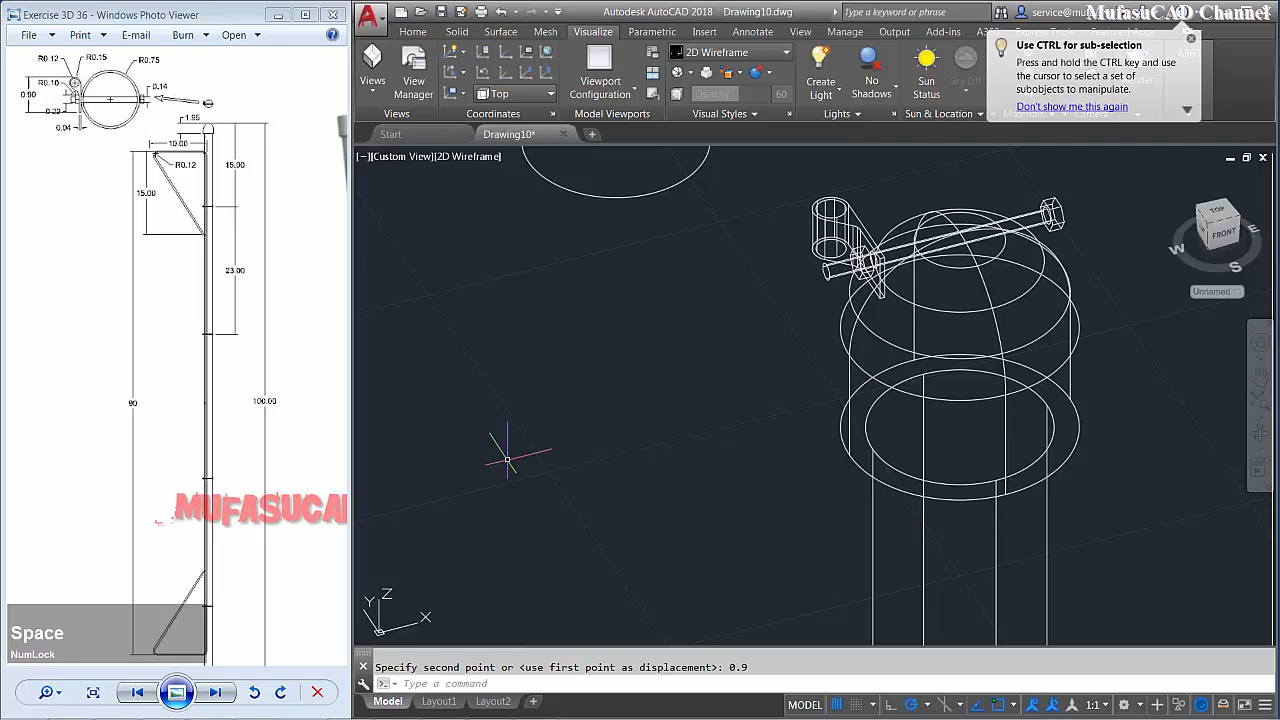 Exercise 3D 36 - Windows Photo Viewer
File
Print
E-mail
Burn
Open
R0.12
R0.15
R0.75
R0.10
0.14
0.90
0.22
0.04
1.95
10.00
R0.12
15.00
15.00
23.00
90
100.00
MUFASUCA
Space
NumLock
Autodesk AutoCAD 2018
Drawing10.dwg
Type a keyword or phrase
MufasuCAD Channel
Home
Solid
Surface
Mesh
Visualize
Parametric
Insert
Annotate
View
Manage
Output
Add-ins
Views
View
Manager
Top
Coordinates
Viewport
Configuration
Model Viewports
2D Wireframe
Opacity
60
Visual Styles
Create
Light
No
Shadows
Lights
Sun
Status
Sky Off
Sun & Location
Use CTRL for sub-selection
Press and hold the CTRL key and use
the cursor to select a set of
subobjects to manipulate.
Don't show me this again
Start
Drawing10*
[−][Custom View][2D Wireframe]
TOP
FRONT
W
E
S
Unnamed
Z
Y
X
Specify second point or <use first point as displacement>: 0.9
Type a command
Model
Layout1
Layout2
MODEL
1:1